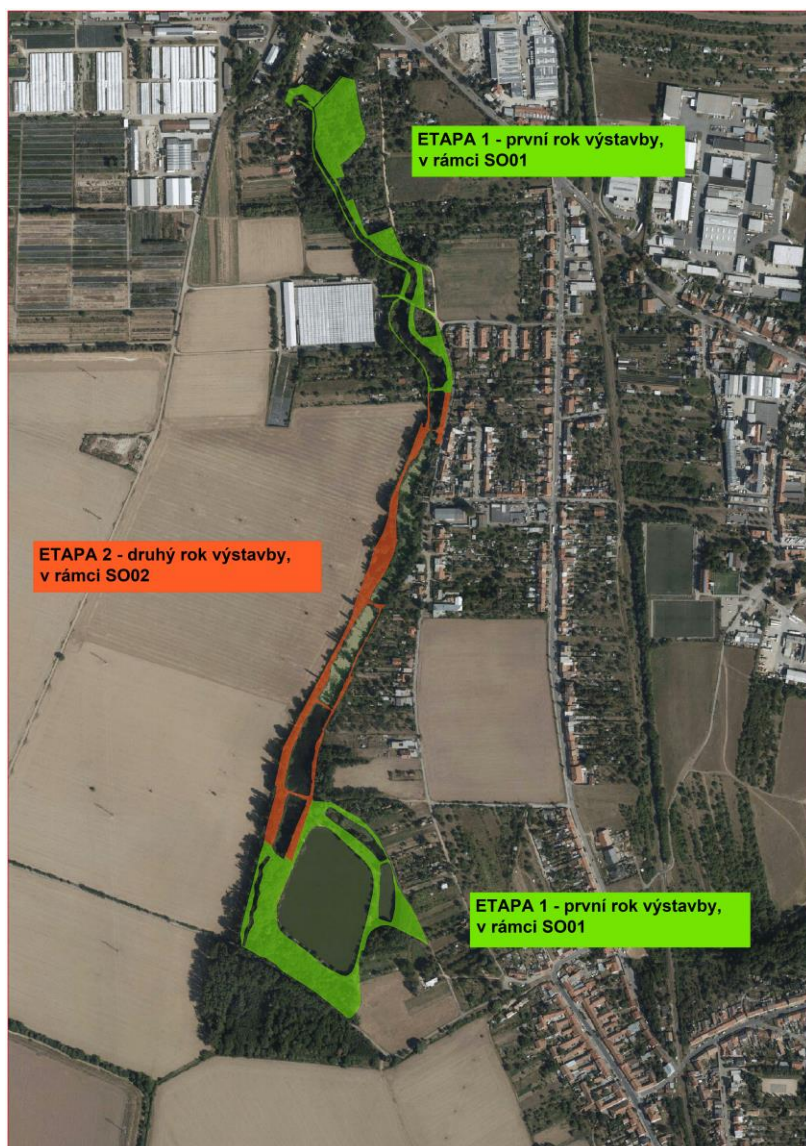 ETAPA 1 - první rok výstavby,
v rámci SO01
ETAPA 2 - druhý rok výstavby,
v rámci SO02
ETAPA 1 - první rok výstavby,
v rámci SO01